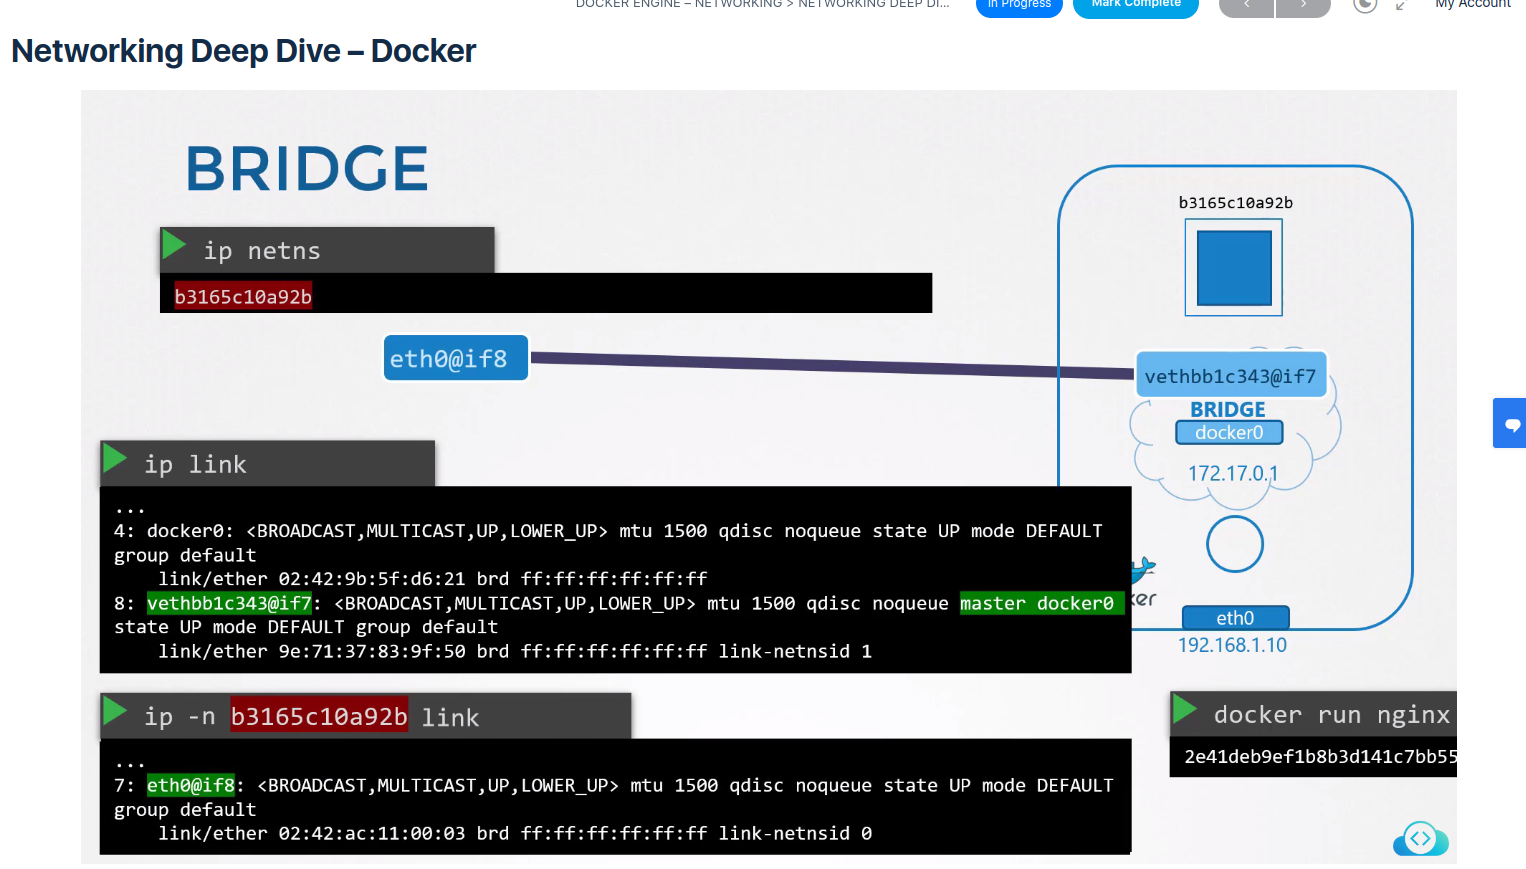 DOCKER ENGINE – NETWORKING > NETWORKING DEEP DI...
In Progress
Mark Complete
My Account
Networking Deep Dive – Docker
BRIDGE
ip netns
b3165c10a92b
b3165c10a92b
eth0@if8
vethbb1c343@if7
BRIDGE
docker0
172.17.0.1
ip link
...
4: docker0: <BROADCAST,MULTICAST,UP,LOWER_UP> mtu 1500 qdisc noqueue state UP mode DEFAULT
group default
link/ether 02:42:9b:5f:d6:21 brd ff:ff:ff:ff:ff:ff
8: vethbb1c343@if7: <BROADCAST,MULTICAST,UP,LOWER_UP> mtu 1500 qdisc noqueue master docker0
state UP mode DEFAULT group default
link/ether 9e:71:37:83:9f:50 brd ff:ff:ff:ff:ff:ff link-netnsid 1
ker
eth0
192.168.1.10
ip -n b3165c10a92b link
...
7: eth0@if8: <BROADCAST,MULTICAST,UP,LOWER_UP> mtu 1500 qdisc noqueue state UP mode DEFAULT
group default
link/ether 02:42:ac:11:00:03 brd ff:ff:ff:ff:ff:ff link-netnsid 0
docker run nginx
2e41deb9ef1b8b3d141c7bb55